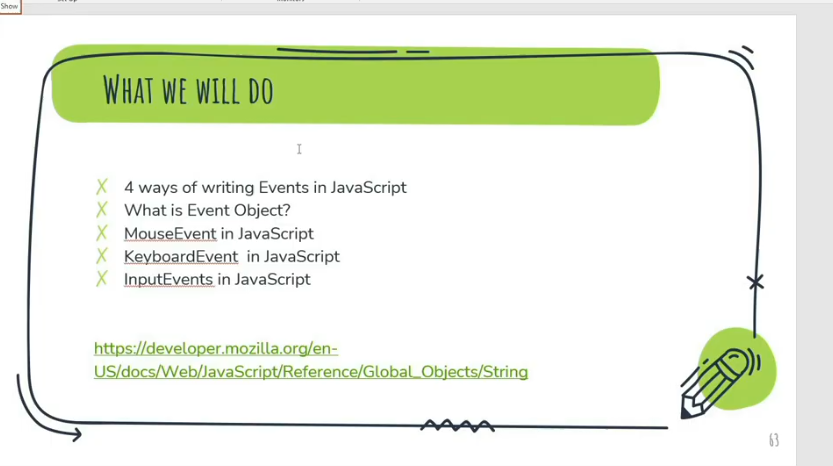 Show
WHAT WE WILL DO
4 ways of writing Events in JavaScript
What is Event Object?
MouseEvent in JavaScript
KeyboardEvent in JavaScript
InputEvents in JavaScript
https://developer.mozilla.org/en-
US/docs/Web/JavaScript/Reference/Global_Objects/String
63